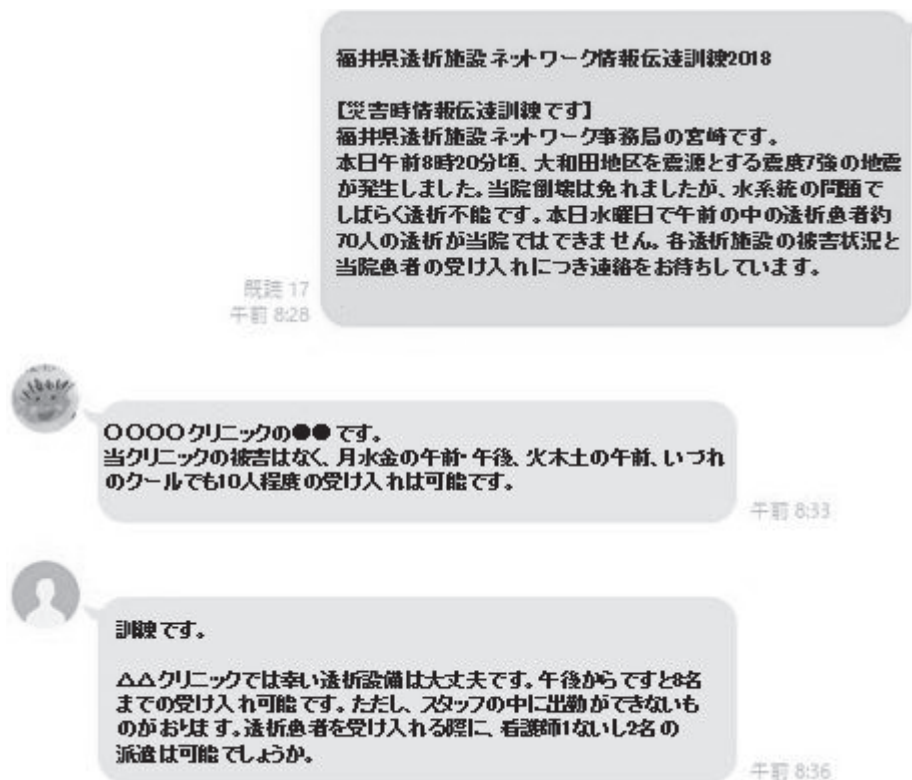 福井県透析施設ネットワーク情報伝達訓練2018
【災害時情報伝達訓練です】
福井県透析施設ネットワーク事務局の宮崎です。
本日午前8時20分頃、大和田地区を震源とする震度7強の地震
が発生しました。当院倒壊は免れましたが、水系統の問題で
しばらく透析不能です。本日水曜日で午前の中の透析患者約
70人の透析が当院ではできません。各透析施設の被害状況と
当院患者の受け入れにつき連絡をお待ちしています。
既読 17
午前 8:28
〇〇〇〇クリニックの●●です。
当クリニックの被害はなく、月水金の午前・午後、火木土の午前、いづれ
のクールでも10人程度の受け入れは可能です。
午前 8:33
訓練です。
△△クリニックでは幸い透析設備は大丈夫です。午後からですと8名
までの受け入れ可能です。ただし、スタッフの中に出勤ができないも
のがおります。透析患者を受け入れる際に、看護師1ないし2名の
派遣は可能でしょうか。
午前 8:36